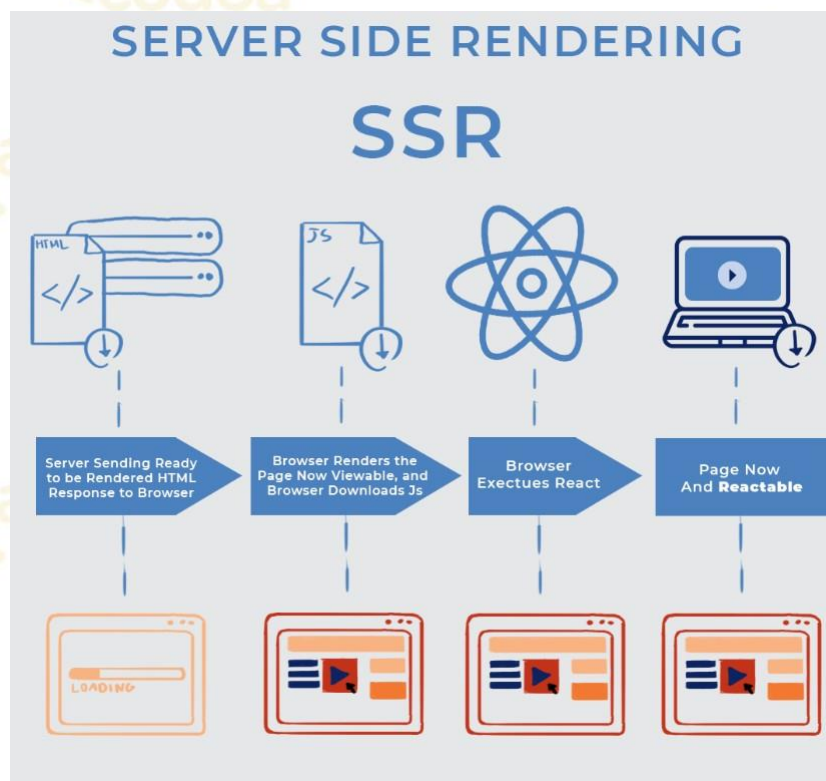 SERVER SIDE RENDERING
SSR
HTML
</>
JS
</>
Server Sending Ready
to be Rendered HTML
Response to Browser
Browser Renders the
Page Now Viewable, and
Browser Downloads Js
Browser
Exectues React
Page Now
And Reactable
LOADING